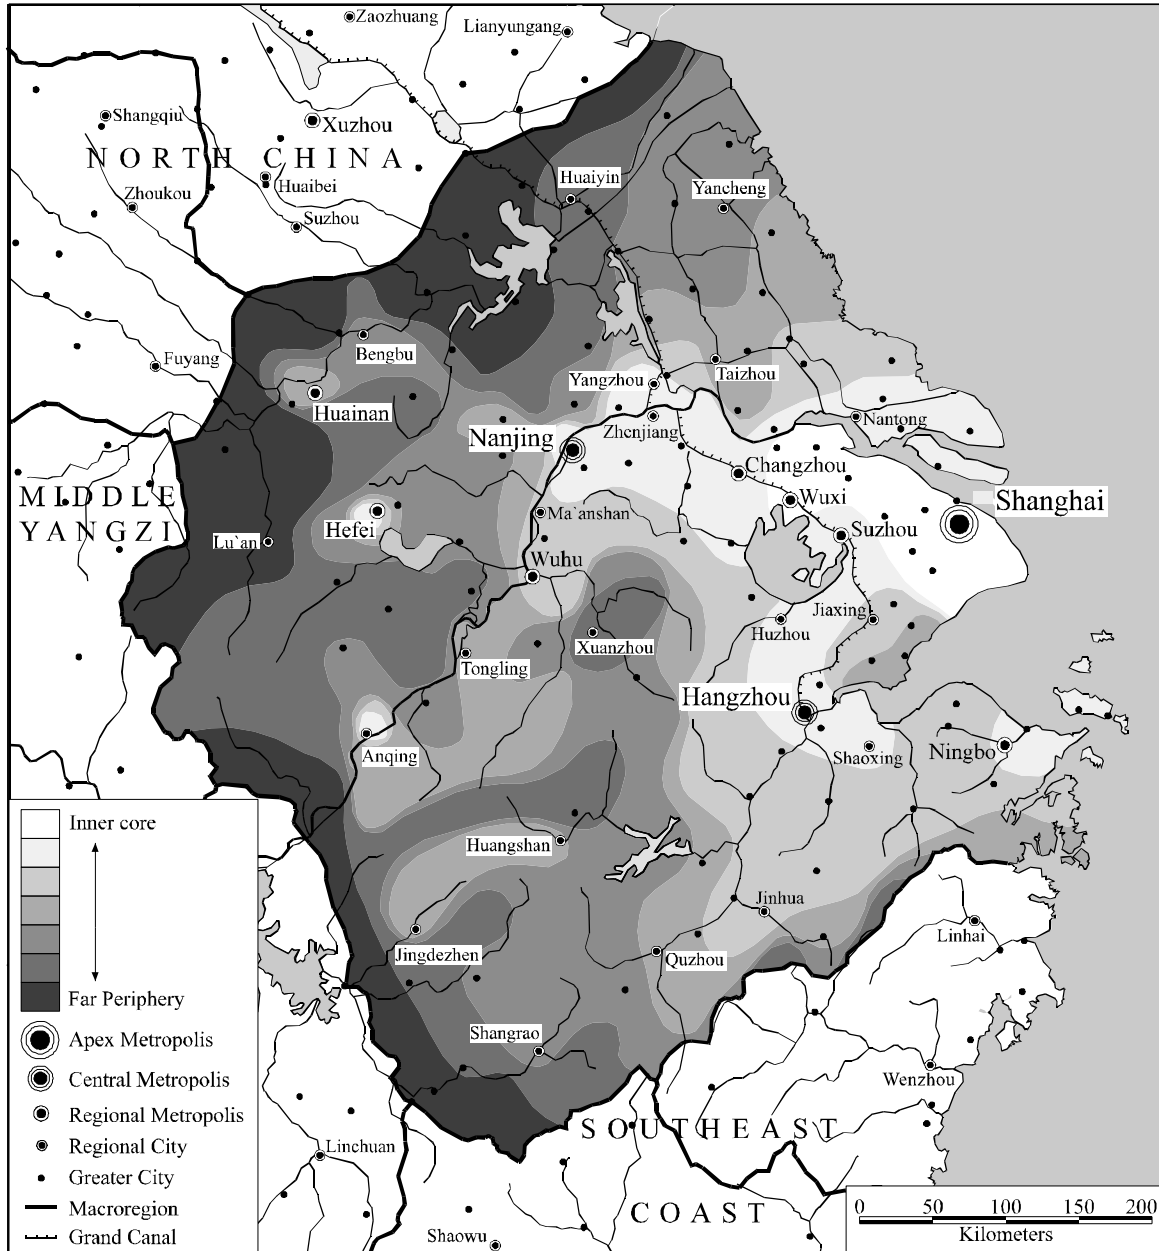 Zaozhuang
Lianyungang
Shangqiu
Xuzhou
NORTH CHINA
Huaibei
Zhoukou
Suzhou
Huaiyin
Yancheng
Bengbu
Fuyang
Huainan
Yangzhou
Taizhou
Nanjing
Zhenjiang
Nantong
Changzhou
MIDDLE
YANGZI
Wuxi
Shanghai
Hefei
Ma`anshan
Suzhou
Lu`an
Wuhu
Jiaxing
Huzhou
Xuanzhou
Tongling
Hangzhou
Anqing
Shaoxing
Ningbo
Huangshan
Jinhua
Linhai
Jingdezhen
Quzhou
Shangrao
Wenzhou
SOUTHEAST
COAST
Linchuan
Shaowu
Inner core
Far Periphery
Apex Metropolis
Central Metropolis
Regional Metropolis
Regional City
Greater City
Macroregion
Grand Canal
0 50 100 150 200
Kilometers